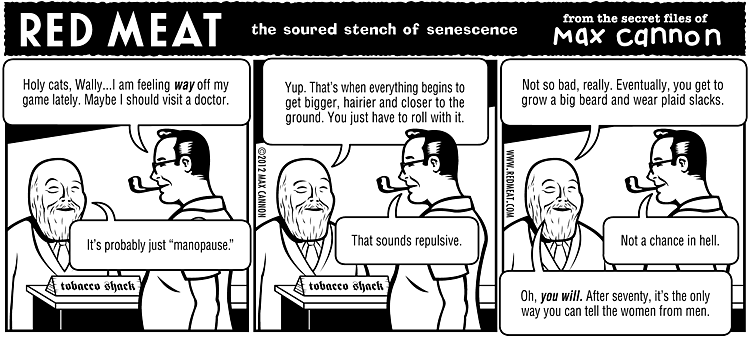 RED MEAT
the soured stench of senescence
from the secret files of
Max cannon
Holy cats, Wally...I am feeling way off my
game lately. Maybe I should visit a doctor.
It's probably just "manopause."
tobacco shack
Yup. That's when everything begins to
get bigger, hairier and closer to the
ground. You just have to roll with it.
©2012 MAX CANNON
That sounds repulsive.
tobacco shack
Not so bad, really. Eventually, you get to
grow a big beard and wear plaid slacks.
WWW.REDMEAT.COM
Not a chance in hell.
Oh, you will. After seventy, it's the only
way you can tell the women from men.